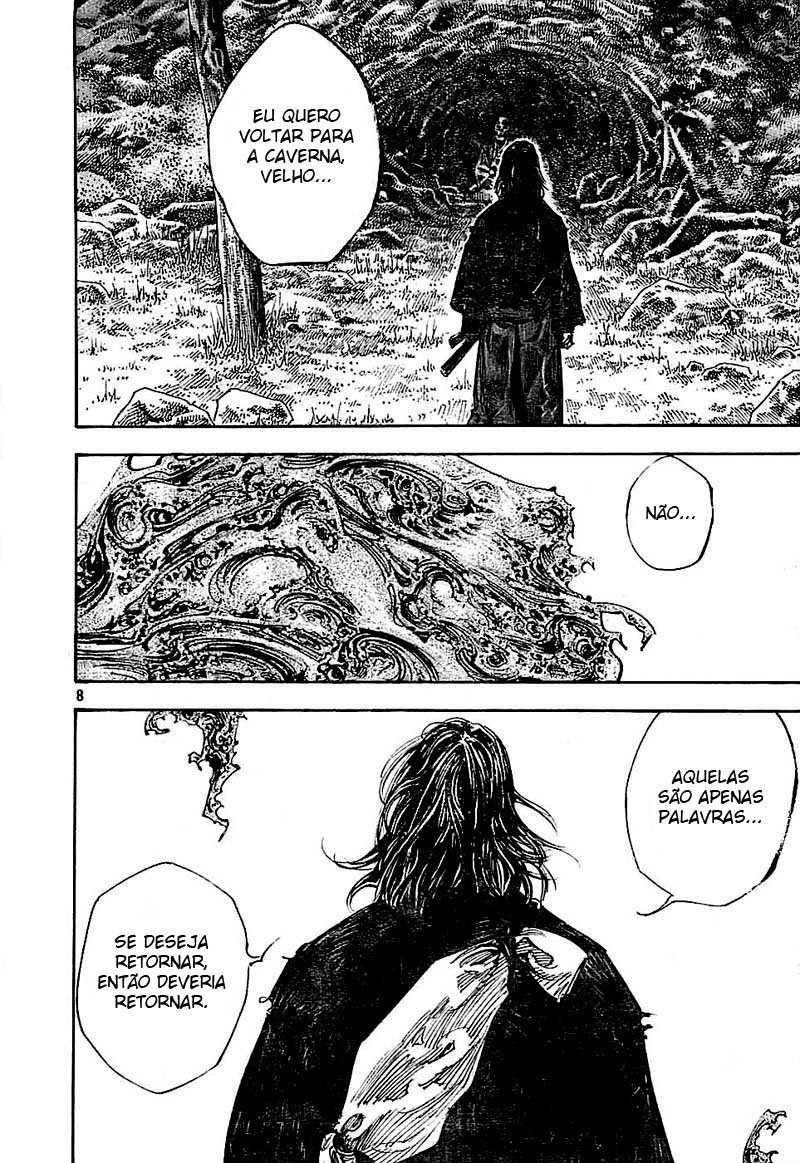 EU QUERO
VOLTAR PARA
A CAVERNA,
VELHO...
NÃO...
8
AQUELAS
SÃO APENAS
PALAVRAS...
SE DESEJA
RETORNAR,
ENTÃO DEVERIA
RETORNAR.